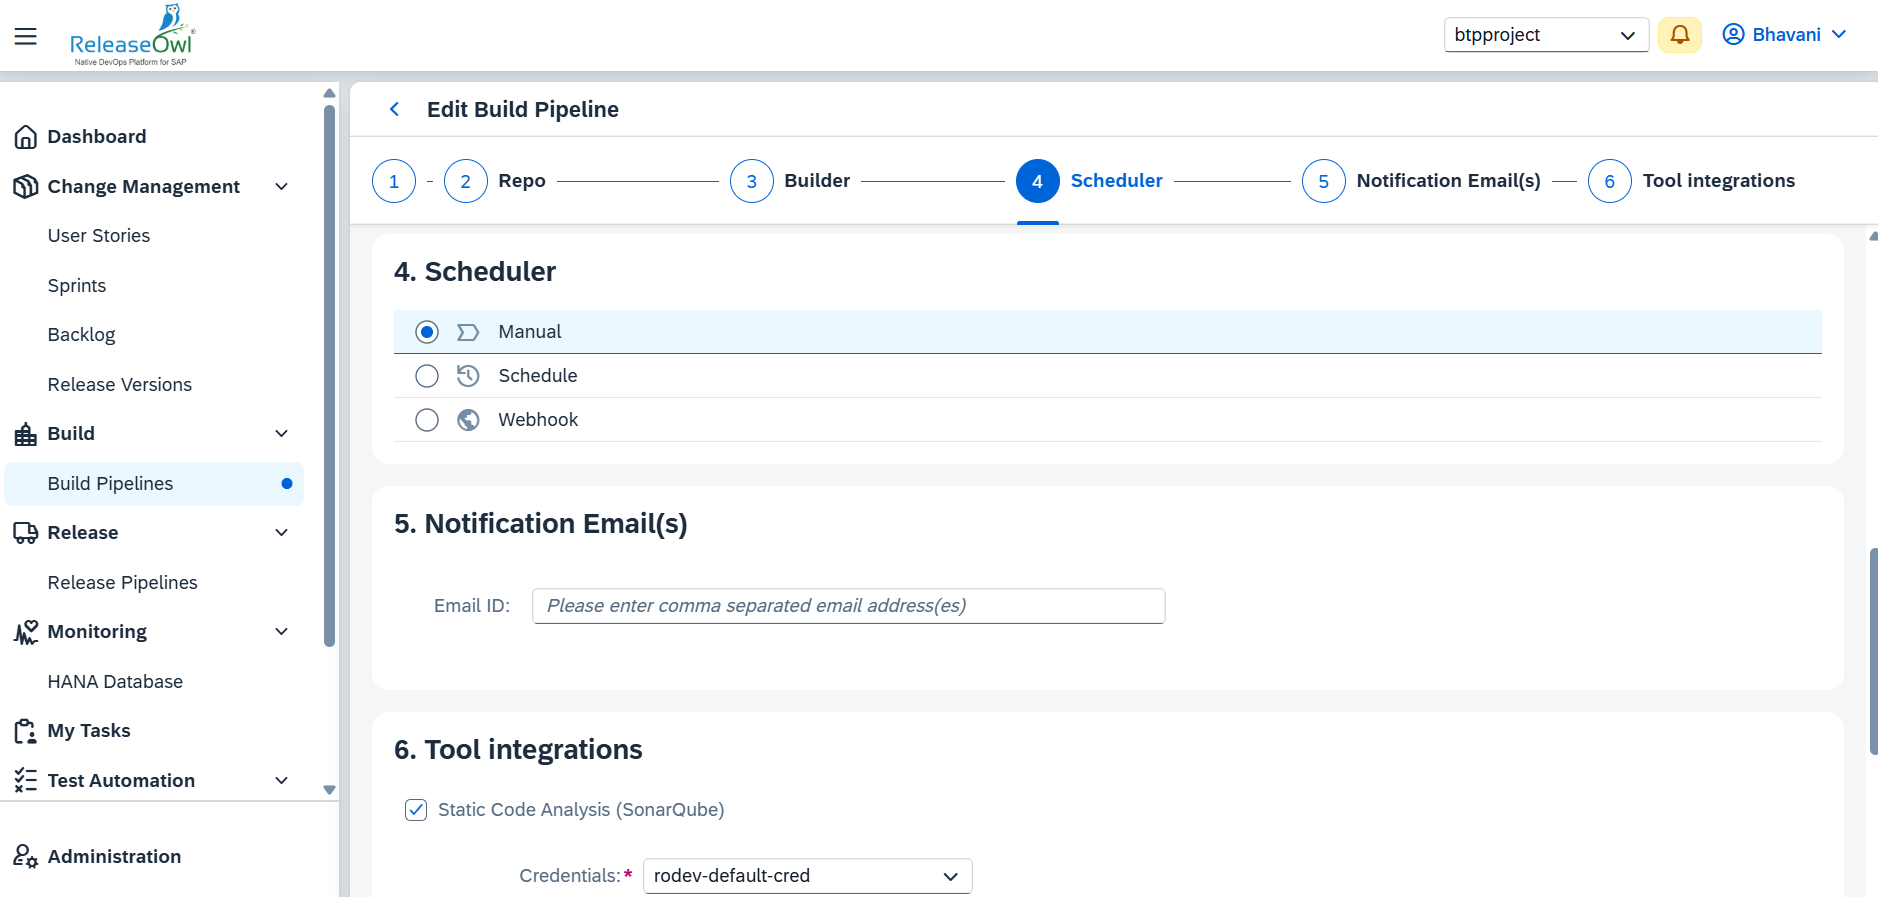 ReleaseOwl®
Native DevOps Platform for SAP
btpproject
Bhavani
Dashboard
Change Management
User Stories
Sprints
Backlog
Release Versions
Build
Build Pipelines
Release
Release Pipelines
Monitoring
HANA Database
My Tasks
Test Automation
Administration
Edit Build Pipeline
1
2 Repo
3 Builder
4 Scheduler
5 Notification Email(s)
6 Tool integrations
4. Scheduler
Manual
Schedule
Webhook
5. Notification Email(s)
Email ID: Please enter comma separated email address(es)
6. Tool integrations
Static Code Analysis (SonarQube)
Credentials:* rodev-default-cred